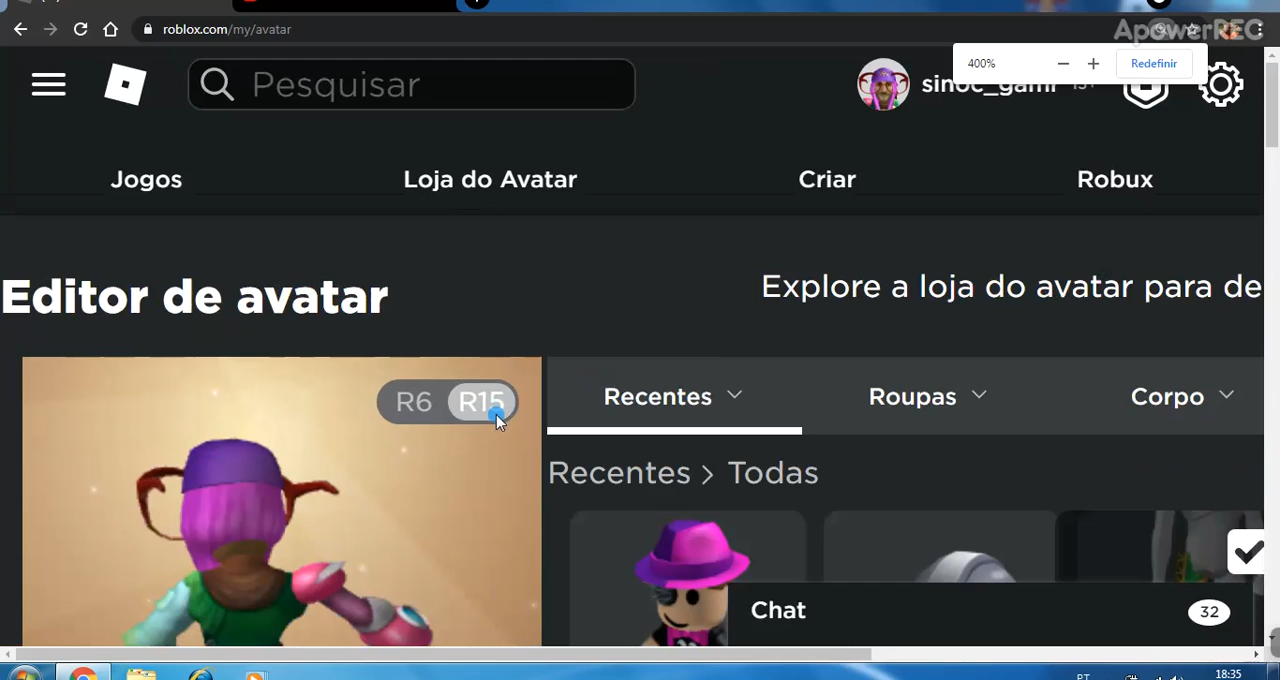 roblox.com/my/avatar
ApowerREC
400%
Redefinir
Pesquisar
Jogos
Loja do Avatar
Criar
Robux
Editor de avatar
Explore a loja do avatar para de
R6
R15
Recentes
Roupas
Corpo
Recentes > Todas
Chat
32
PT
18:35